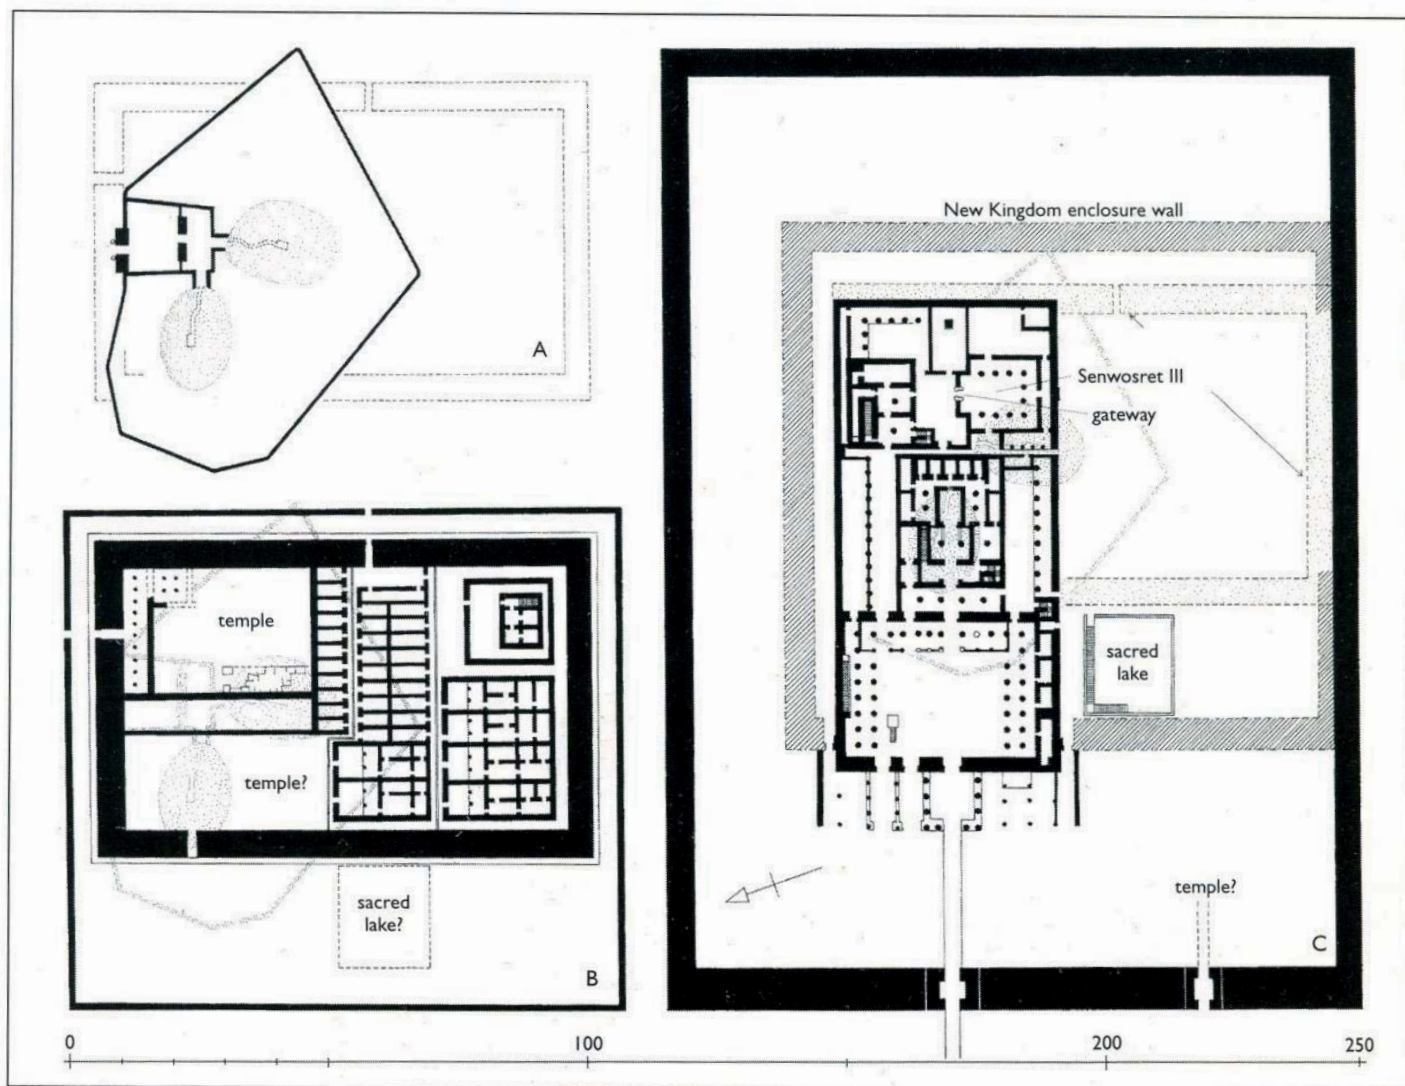 A
New Kingdom enclosure wall
Senwosret III
gateway
temple
temple?
sacred
lake?
B
sacred
lake
temple?
C
0
100
200
250